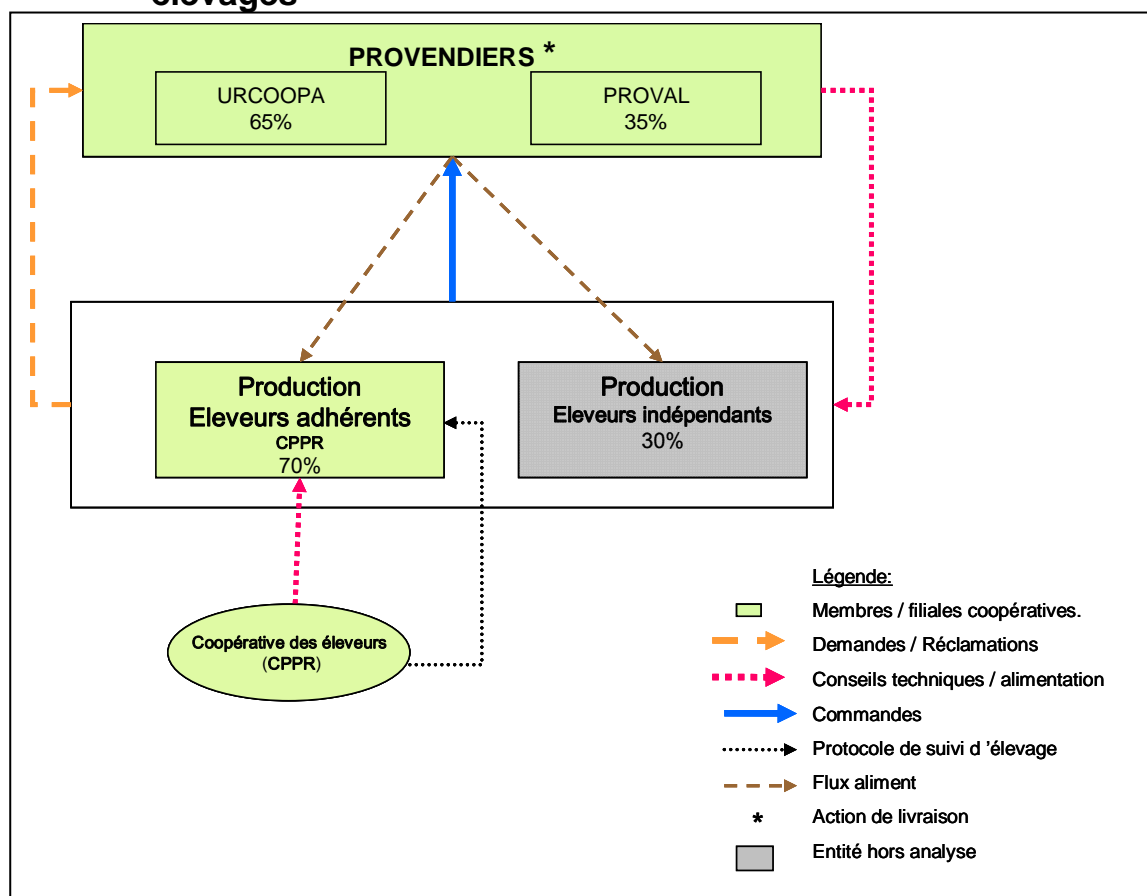 élevages
PROVENDIERS *
URCOOPA
65%
PROVAL
35%
Production
Eleveurs adhérents
CPPR
70%
Production
Eleveurs indépendants
30%
Coopérative des éleveurs
(CPPR)
Légende:
Membres / filiales coopératives.
Demandes / Réclamations
Conseils techniques / alimentation
Commandes
Protocole de suivi d ’élevage
Flux aliment
* Action de livraison
Entité hors analyse